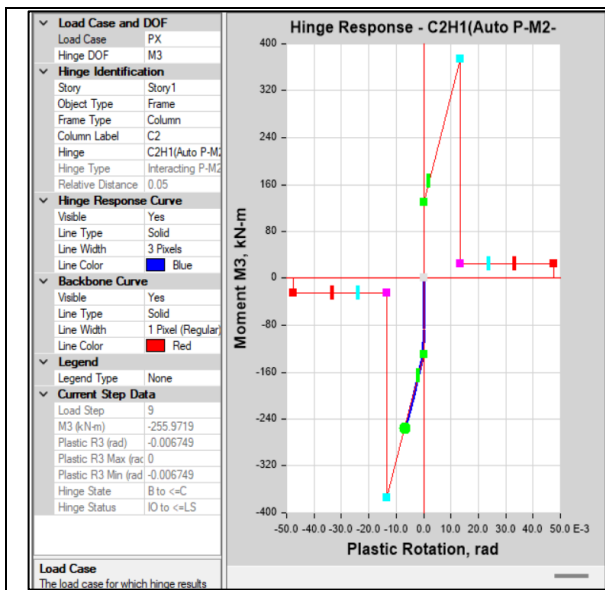 Load Case and DOF
Load Case PX
Hinge DOF M3
Hinge Identification
Story Story1
Object Type Frame
Frame Type Column
Column Label C2
Hinge C2H1(Auto P-M2
Hinge Type Interacting P-M2
Relative Distance 0.05
Hinge Response Curve
Visible Yes
Line Type Solid
Line Width 3 Pixels
Line Color Blue
Backbone Curve
Visible Yes
Line Type Solid
Line Width 1 Pixel (Regular)
Line Color Red
Legend
Legend Type None
Current Step Data
Load Step 9
M3 (kN-m) -255.9719
Plastic R3 (rad) -0.006749
Plastic R3 Max (rad 0
Plastic R3 Min (rad -0.006749
Hinge State B to <=C
Hinge Status IO to <=LS
Load Case
The load case for which hinge results
Hinge Response - C2H1(Auto P-M2-
Moment M3, kN-m
400
320
240
160
80
0
-80
-160
-240
-320
-400
-50.0 -40.0 -30.0 -20.0 -10.0 0.0 10.0 20.0 30.0 40.0 50.0 E-3
Plastic Rotation, rad